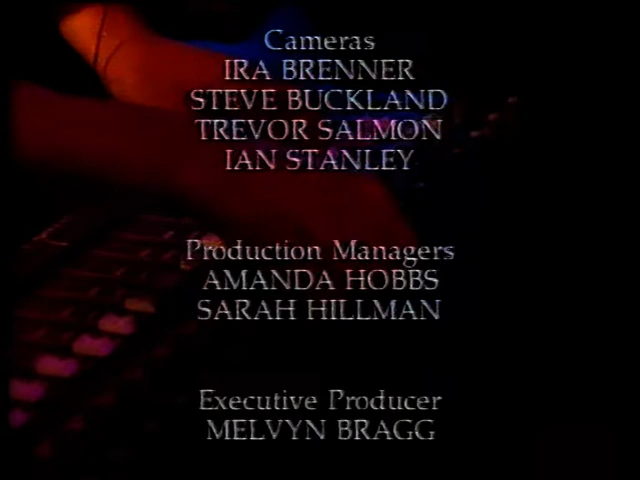 Cameras
IRA BRENNER
STEVE BUCKLAND
TREVOR SALMON
IAN STANLEY
Production Managers
AMANDA HOBBS
SARAH HILLMAN
Executive Producer
MELVYN BRAGG